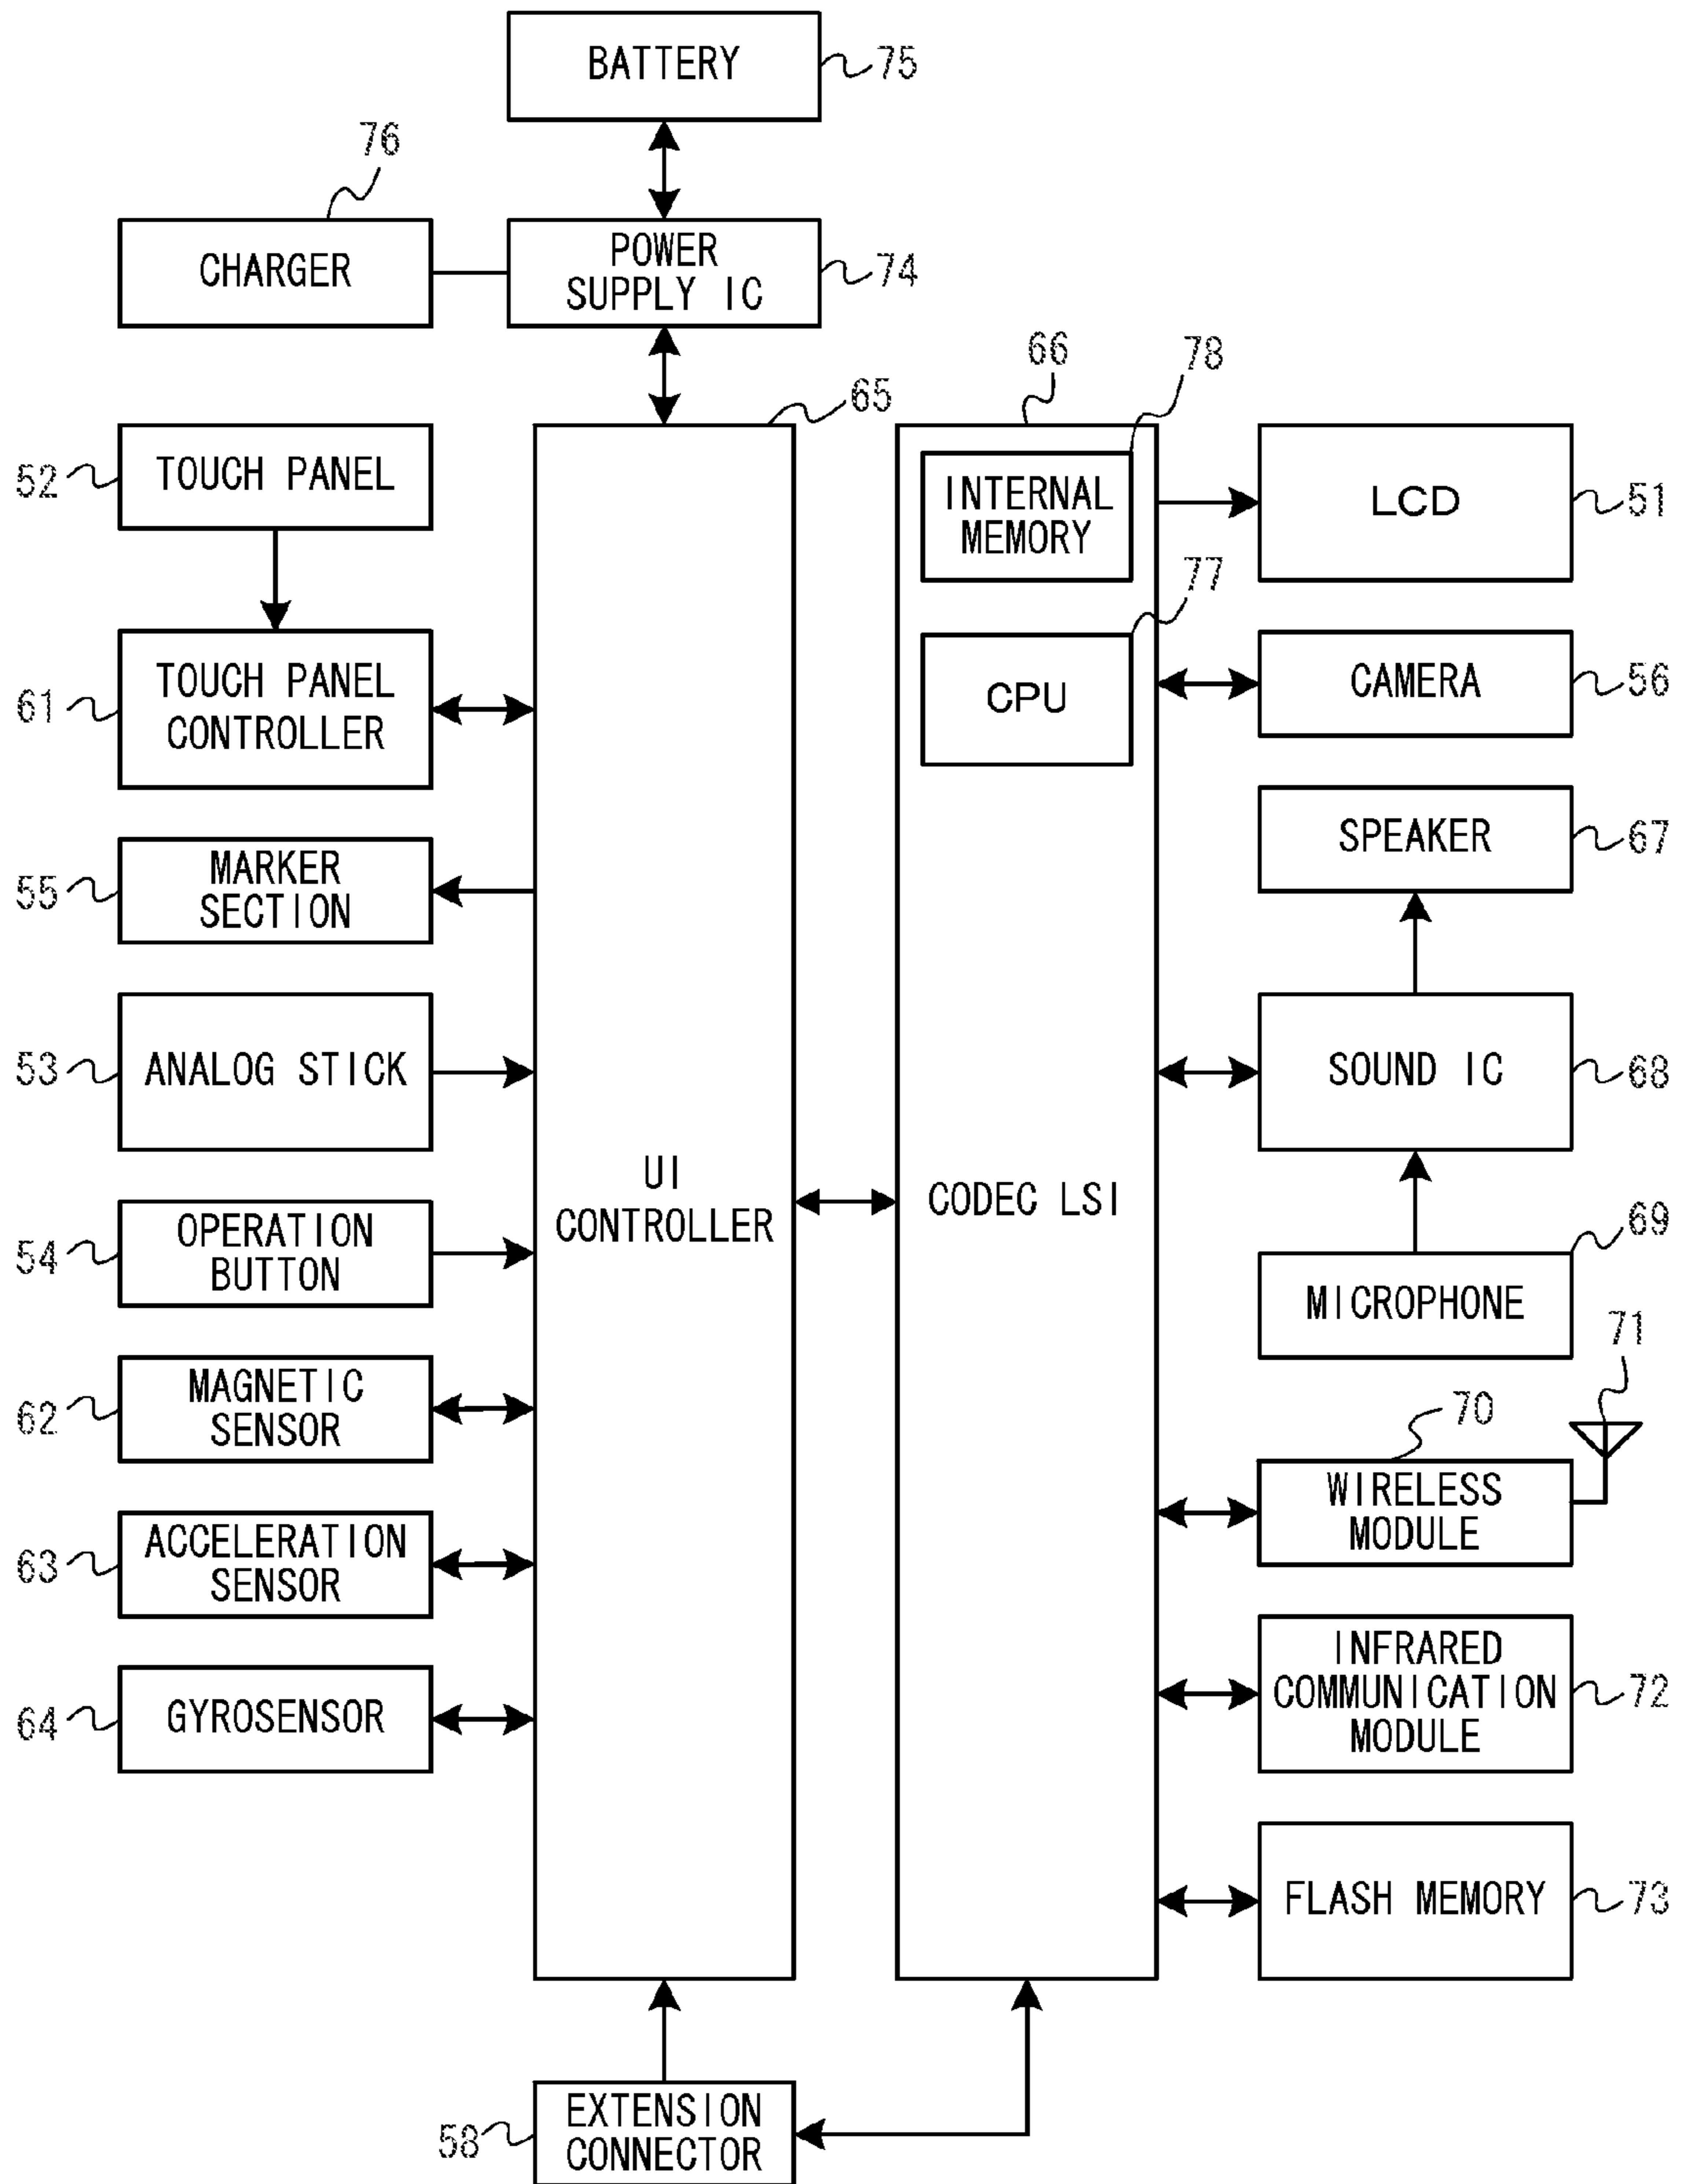 BATTERY
75
76
CHARGER
POWER
SUPPLY IC
74
65
66
78
52
TOUCH PANEL
INTERNAL
MEMORY
LCD
51
77
61
TOUCH PANEL
CONTROLLER
CPU
CAMERA
56
55
MARKER
SECTION
SPEAKER
67
53
ANALOG STICK
SOUND IC
68
UI
CONTROLLER
CODEC LSI
54
OPERATION
BUTTON
69
MICROPHONE
71
62
MAGNETIC
SENSOR
70
WIRELESS
MODULE
63
ACCELERATION
SENSOR
64
GYROSENSOR
INFRARED
COMMUNICATION
MODULE
72
FLASH MEMORY
73
58
EXTENSION
CONNECTOR